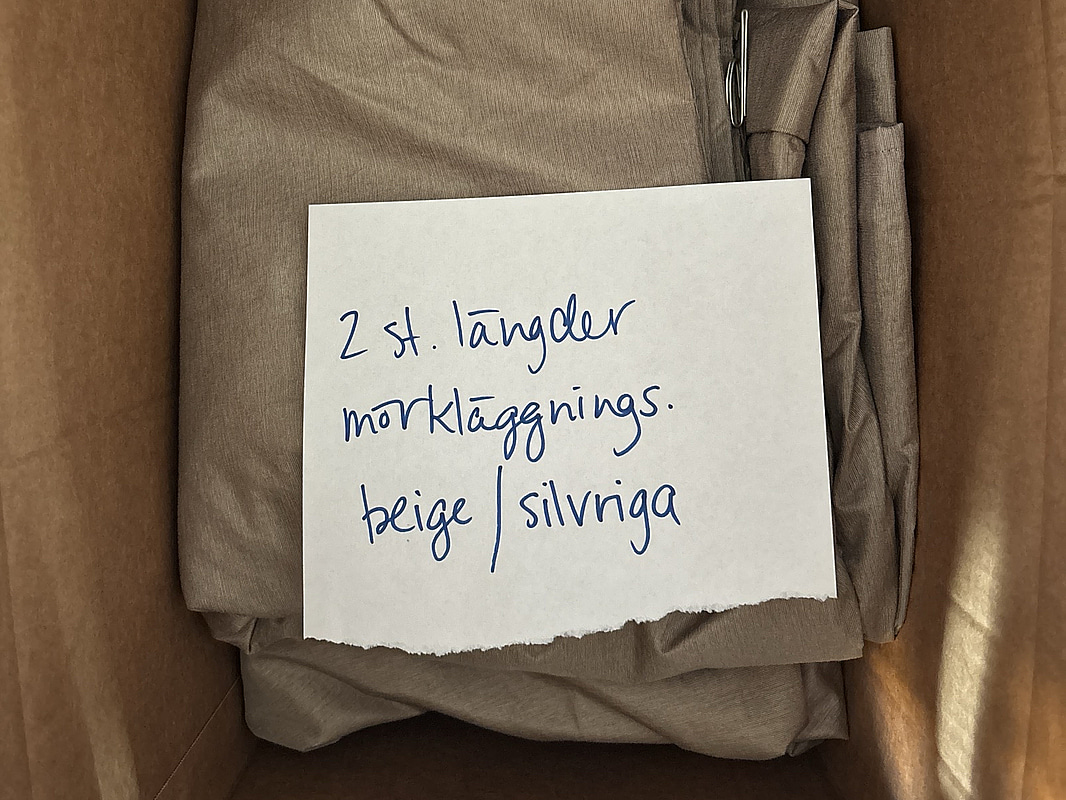 2 st. längder
mörkläggnings.
beige / silvriga